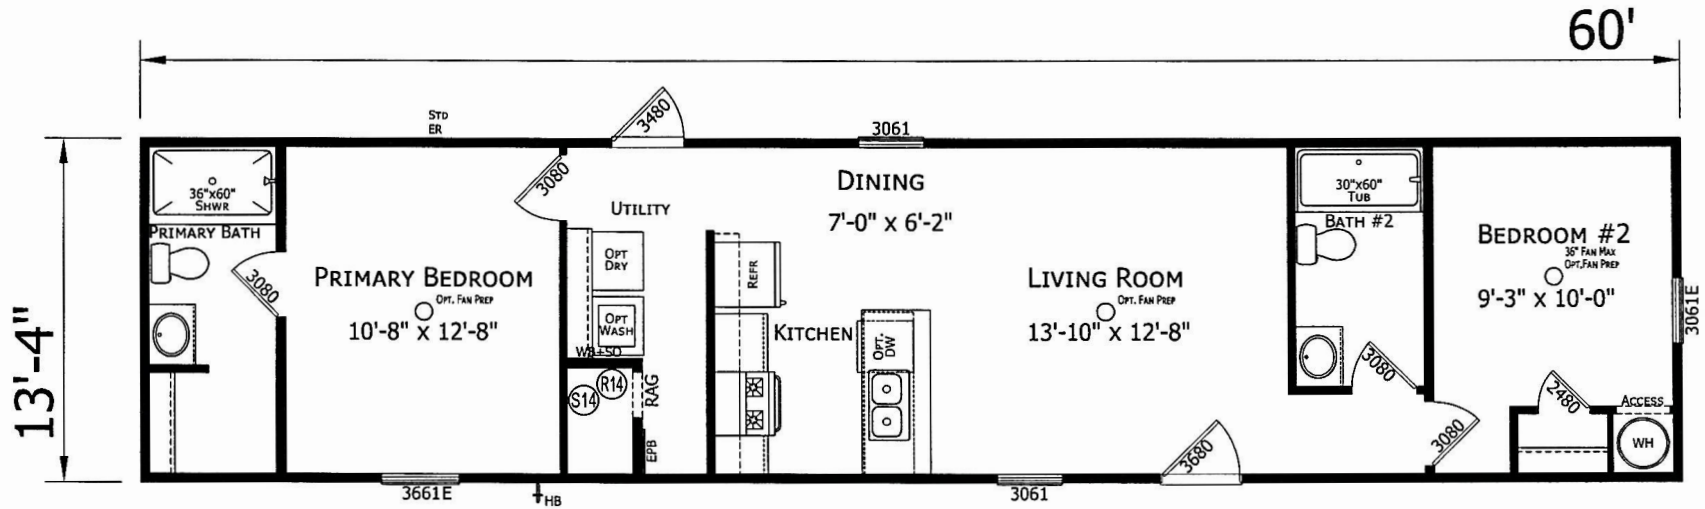 60'
13'-4"
STD
ER
3480
3061
36"x60"
SHWR
PRIMARY BATH
3080
PRIMARY BEDROOM
OPT. FAN PREP
10'-8" x 12'-8"
3080
UTILITY
OPT
DRY
OPT
WASH
WB+SO
R14
S14
RAG
EPB
DINING
7'-0" x 6'-2"
REFR
KITCHEN
OPT.
DW
LIVING ROOM
OPT. FAN PREP
13'-10" x 12'-8"
30"x60"
TUB
BATH #2
3080
BEDROOM #2
36" FAN MAX
OPT.FAN PREP
9'-3" x 10'-0"
3061E
2480
ACCESS
WH
3080
3680
3661E
HB
3061